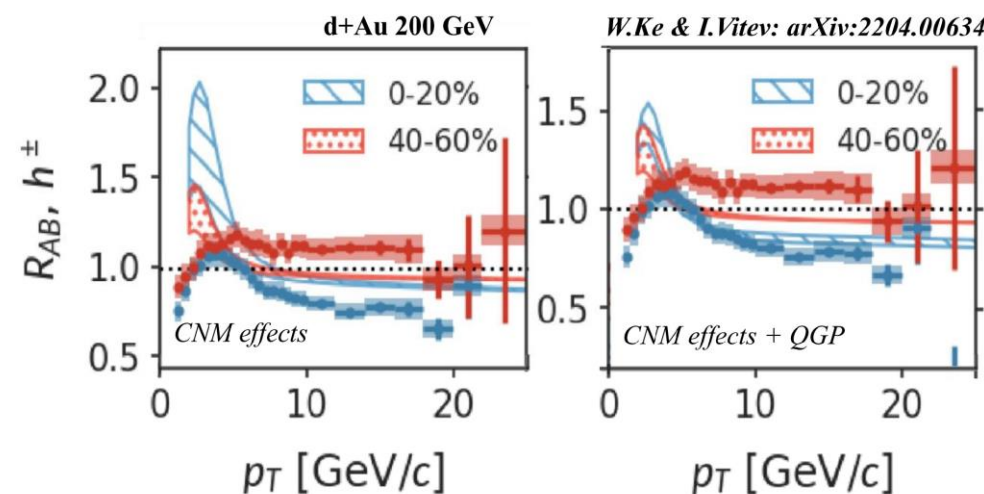 d+Au 200 GeV
W.Ke & I.Vitev: arXiv:2204.00634
R_AB, h^±
2.0
1.5
1.0
0.5
0-20%
40-60%
CNM effects
0
10
20
p_T [GeV/c]
1.5
1.0
0.5
0-20%
40-60%
CNM effects + QGP
0
10
20
p_T [GeV/c]